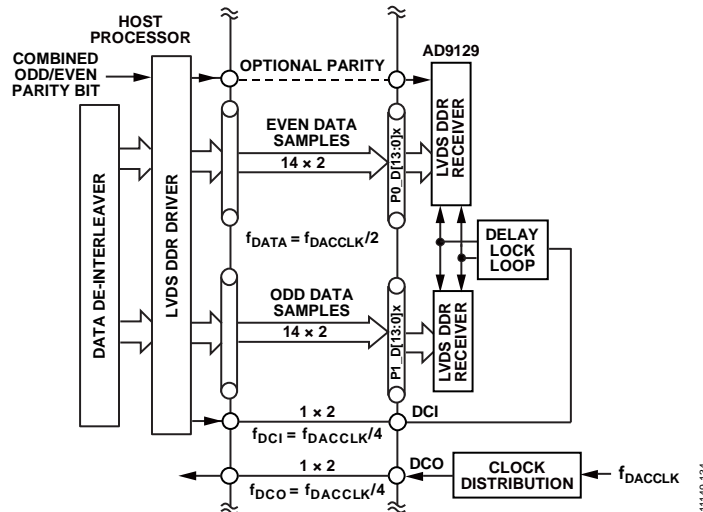 HOST
PROCESSOR
COMBINED
ODD/EVEN
PARITY BIT
OPTIONAL PARITY
AD9129
DATA DE-INTERLEAVER
LVDS DDR DRIVER
EVEN DATA
SAMPLES
14 × 2
P0_D[13:0]x
LVDS DDR
RECEIVER
fDATA = fDACCLK/2
DELAY
LOCK
LOOP
ODD DATA
SAMPLES
14 × 2
P1_D[13:0]x
LVDS DDR
RECEIVER
1 × 2
DCI
fDCI = fDACCLK/4
1 × 2
DCO
fDCO = fDACCLK/4
CLOCK
DISTRIBUTION
fDACCLK
11149-124